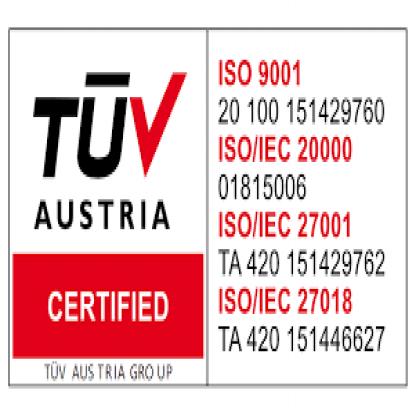 TÜV
AUSTRIA
CERTIFIED
TÜV AUSTRIA GROUP
ISO 9001
20 100 151429760
ISO/IEC 20000
01815006
ISO/IEC 27001
TA 420 151429762
ISO/IEC 27018
TA 420 151446627